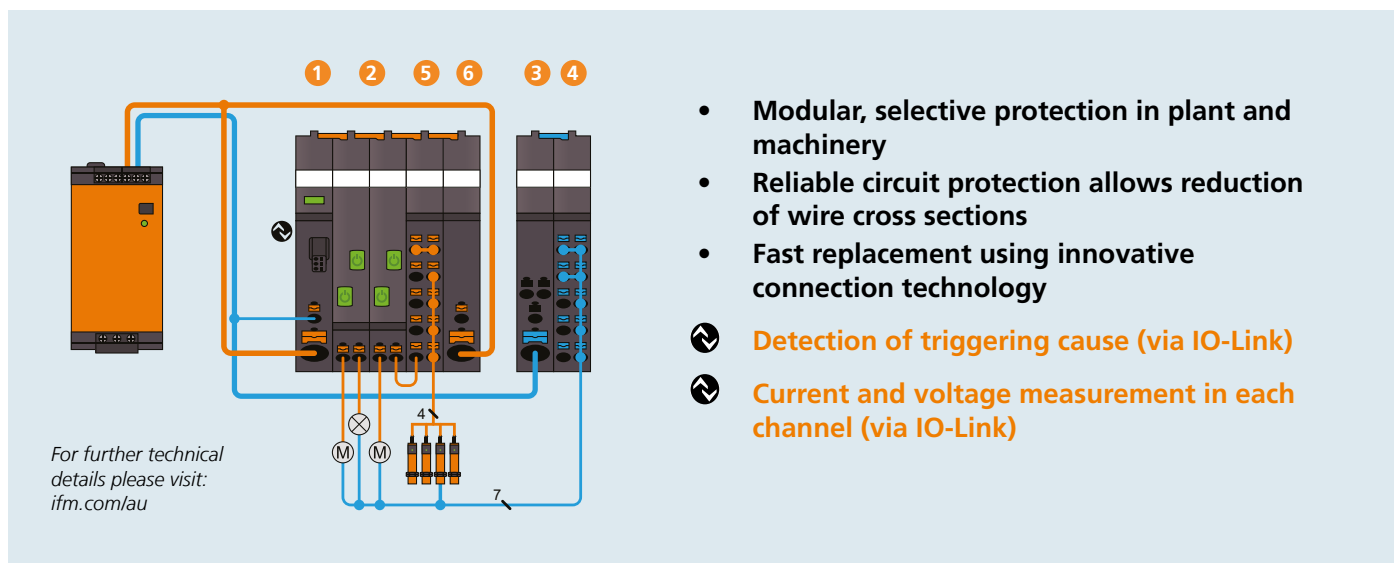 1 2 5 6 3 4
• Modular, selective protection in plant and
machinery
• Reliable circuit protection allows reduction
of wire cross sections
• Fast replacement using innovative
connection technology
Detection of triggering cause (via IO-Link)
Current and voltage measurement in each
channel (via IO-Link)
4
M M
7
For further technical
details please visit:
ifm.com/au